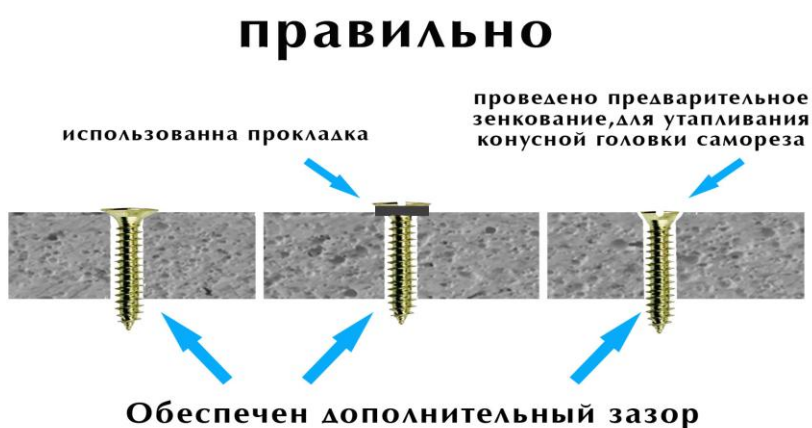 правильно
использованна прокладка
проведено предварительное
зенкование,для утапливания
конусной головки самореза
Обеспечен дополнительный зазор